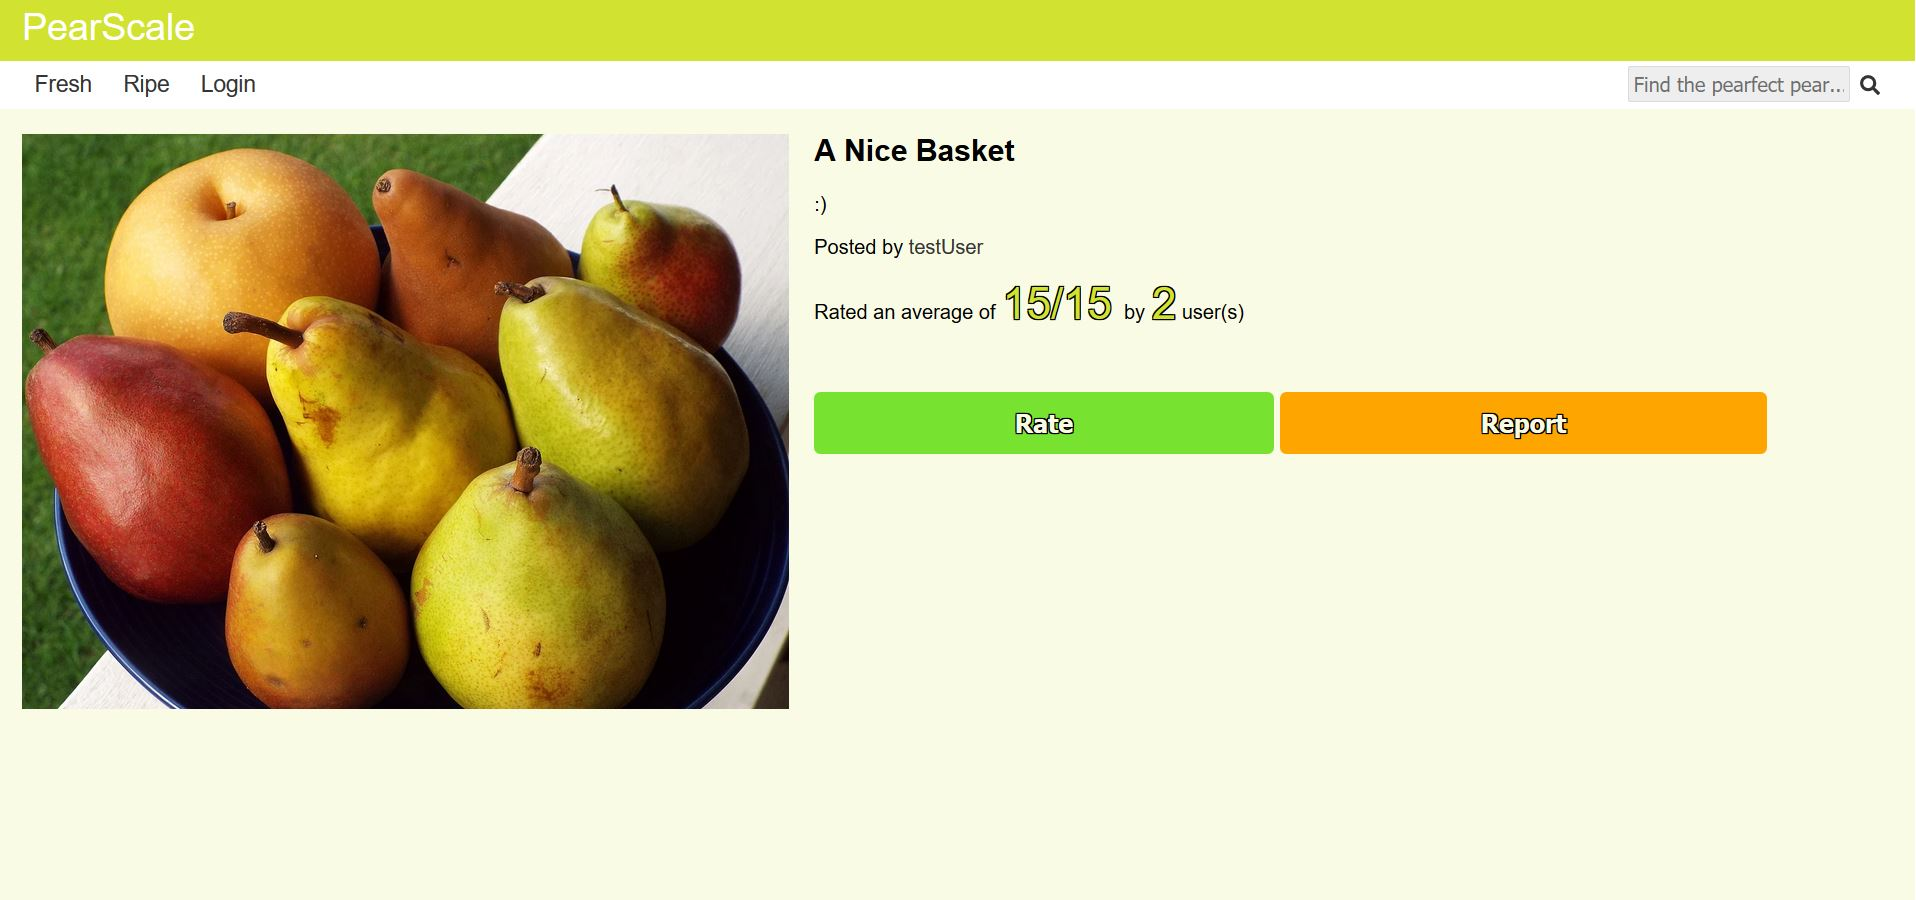 PearScale
Fresh Ripe Login
Find the pearfect pear...
A Nice Basket
:)
Posted by testUser
Rated an average of 15/15 by 2 user(s)
Rate Report